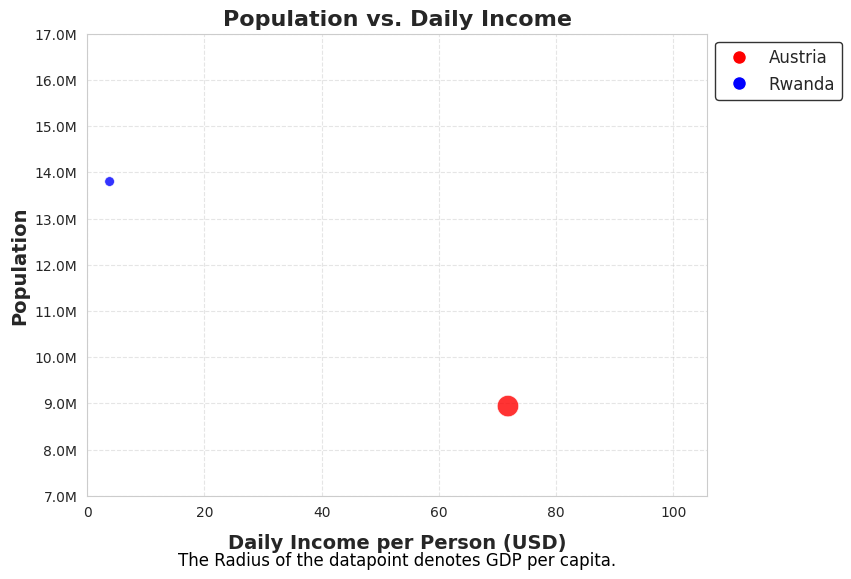 Population vs. Daily Income
17.0M
16.0M
15.0M
14.0M
13.0M
12.0M
11.0M
10.0M
9.0M
8.0M
7.0M
Population
0 20 40 60 80 100
Daily Income per Person (USD)
The Radius of the datapoint denotes GDP per capita.
Austria
Rwanda